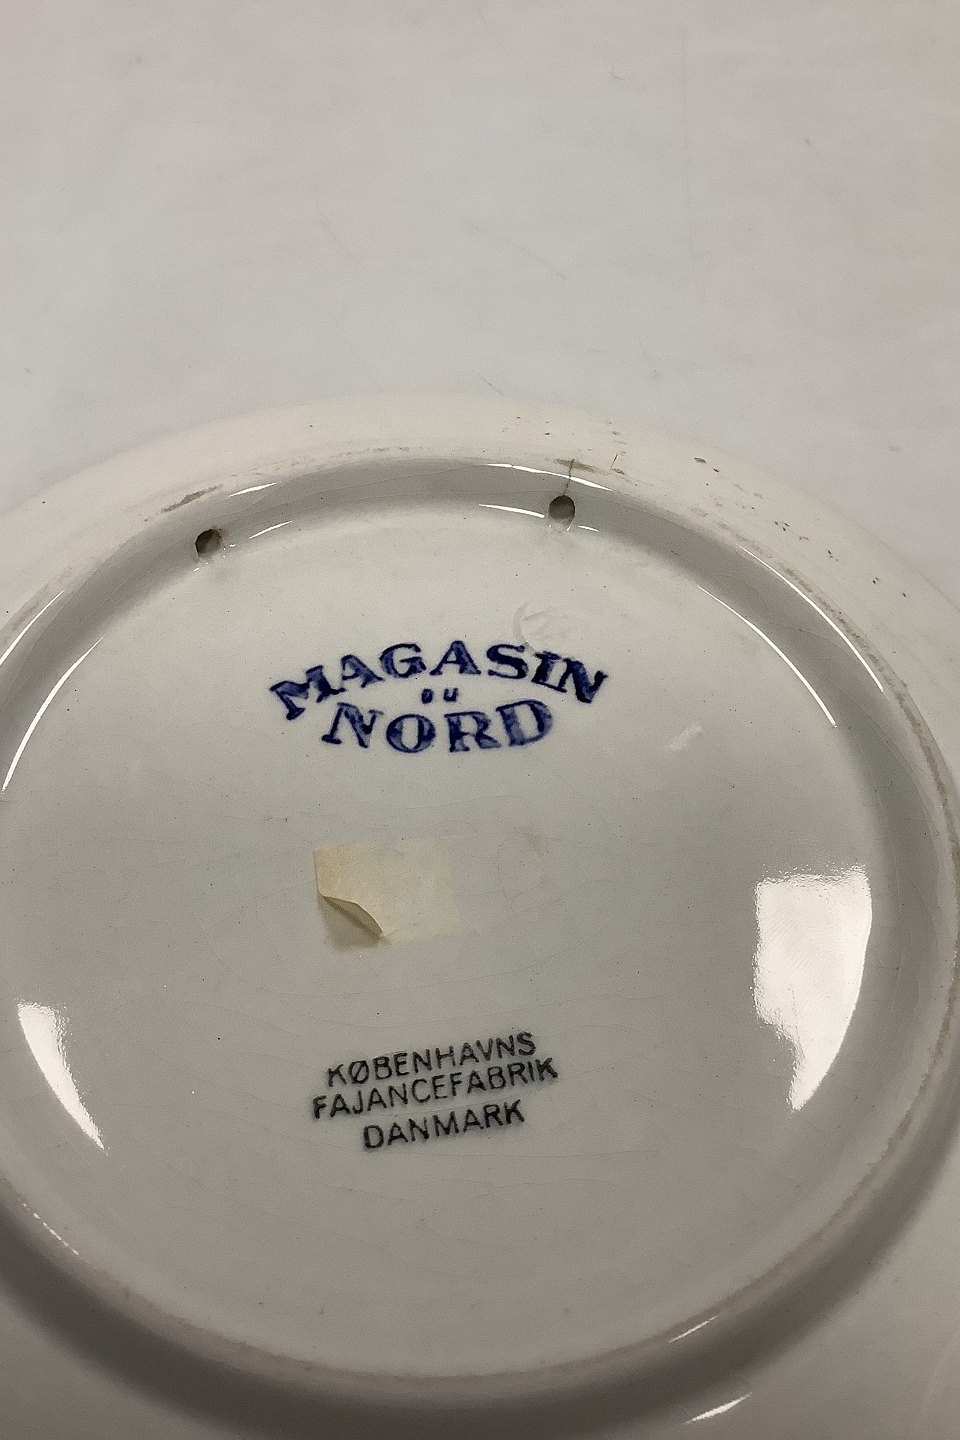 MAGASIN
DU
NORD
KØBENHAVNS
FAJANCEFABRIK
DANMARK